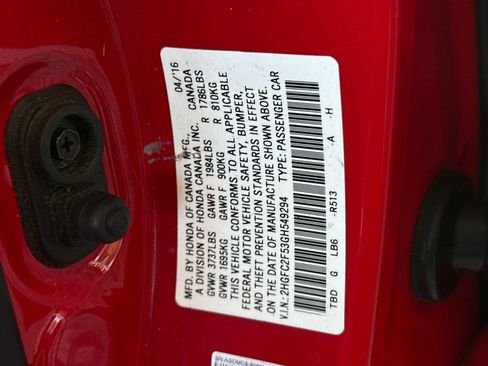 MFD. BY HONDA OF CANADA MFG. 04/'16
A DIVISION OF HONDA CANADA INC. CANADA
GVWR 3737LBS GAWR F 1984LBS R 1786LBS
GVWR 1695KG GAWR F 900KG R 810KG
THIS VEHICLE CONFORMS TO ALL APPLICABLE
FEDERAL MOTOR VEHICLE SAFETY, BUMPER,
AND THEFT PREVENTION STANDARDS IN EFFECT
ON THE DATE OF MANUFACTURE SHOWN ABOVE.
V.I.N.: 2HGFC2F53GH549294 TYPE: PASSENGER CAR
TBD G LB6 -R513 -A -H